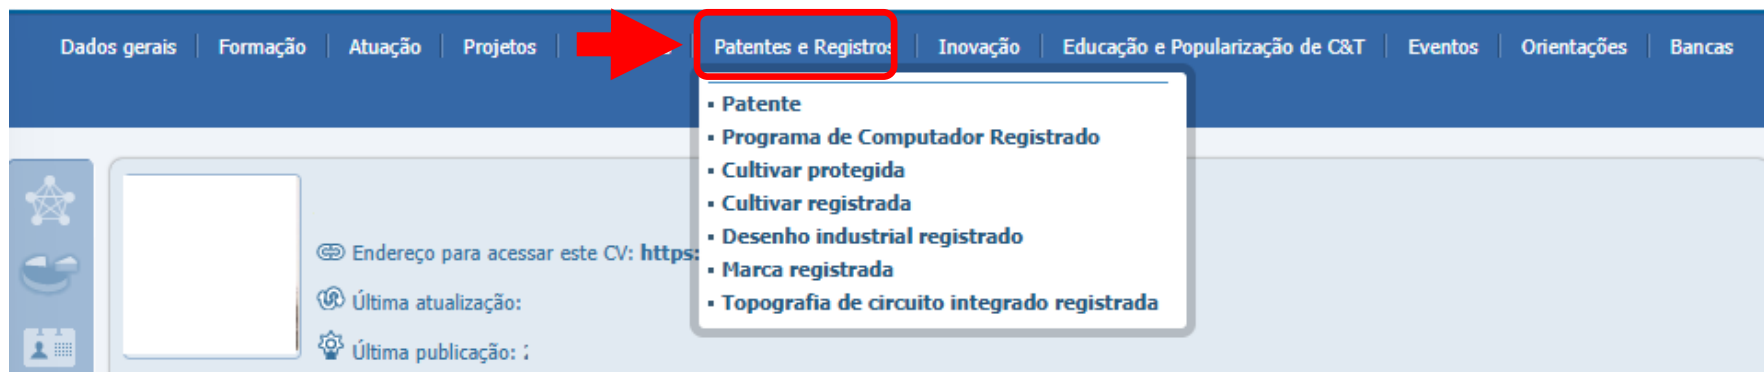 Dados gerais | Formação | Atuação | Projetos | Patentes e Registros | Inovação | Educação e Popularização de C&T | Eventos | Orientações | Bancas
▪ Patente
▪ Programa de Computador Registrado
▪ Cultivar protegida
▪ Cultivar registrada
▪ Desenho industrial registrado
▪ Marca registrada
▪ Topografia de circuito integrado registrada
Endereço para acessar este CV: https:
Última atualização:
Última publicação: